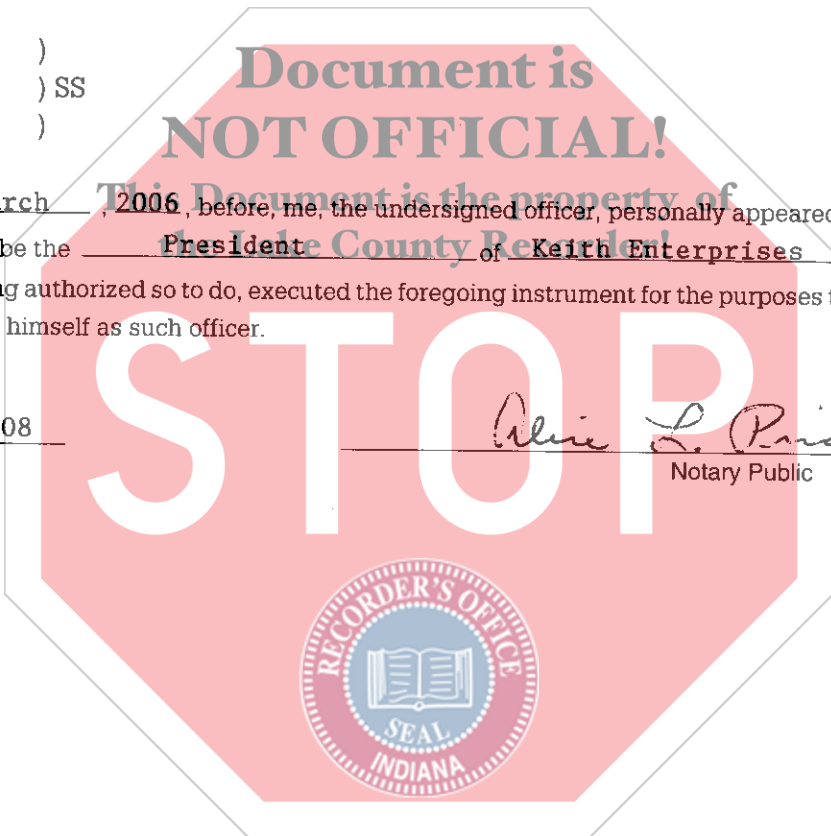 )
) SS
)
Document is
NOT OFFICIAL!
This Document is the property of
the Lake County Recorder!
rch , 2006 , before, me, the undersigned officer, personally appeared
be the President of Keith Enterprises
g authorized so to do, executed the foregoing instrument for the purposes t
himself as such officer.
STOP
08
Alice L.
Notary Public
RECORDER'S OFFICE
SEAL
INDIANA